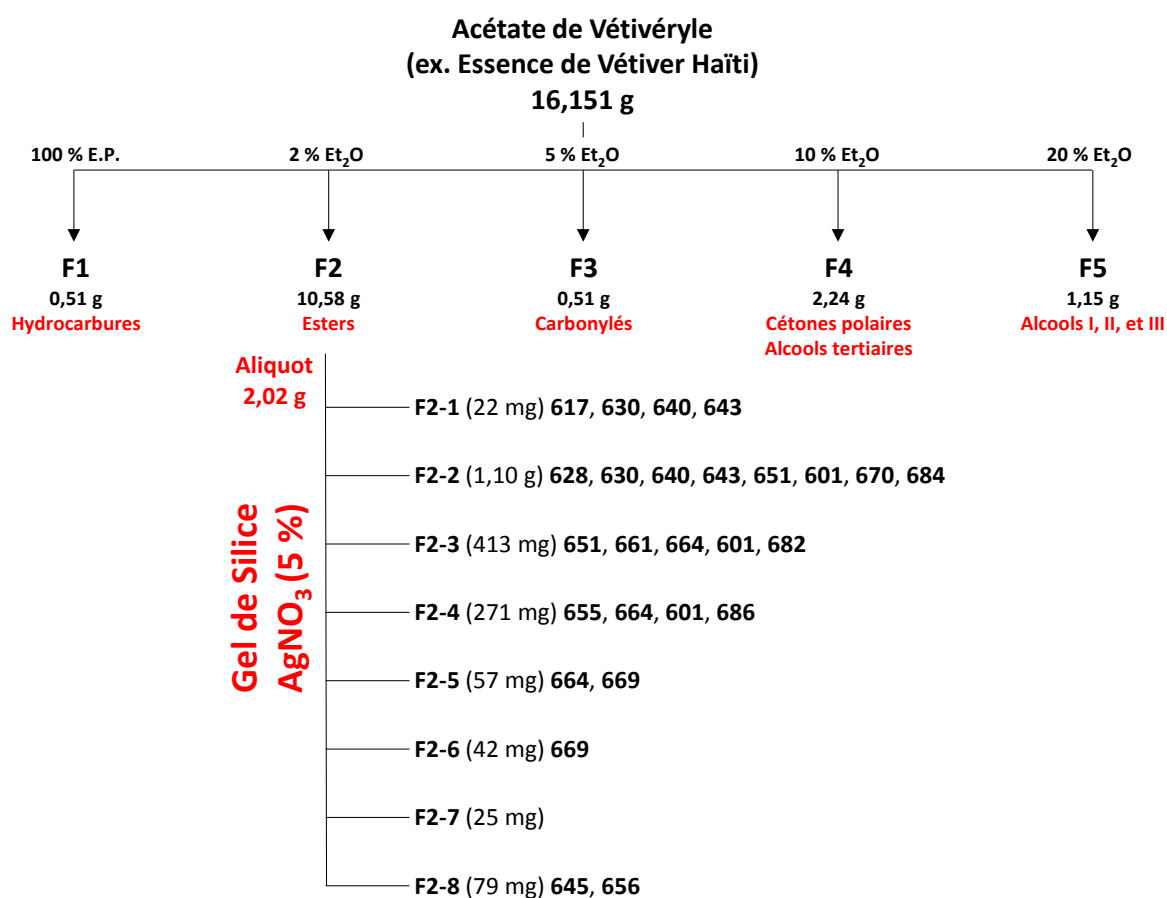 Acétate de Vétivéryle
(ex. Essence de Vétiver Haïti)
16,151 g
100 % E.P.
2 % Et₂O
5 % Et₂O
10 % Et₂O
20 % Et₂O
F1
0,51 g
Hydrocarbures
F2
10,58 g
Esters
F3
0,51 g
Carbonylés
F4
2,24 g
Cétones polaires
Alcools tertiaires
F5
1,15 g
Alcools I, II, et III
Aliquot
2,02 g
Gel de Silice
AgNO₃ (5 %)
F2-1 (22 mg) 617, 630, 640, 643
F2-2 (1,10 g) 628, 630, 640, 643, 651, 601, 670, 684
F2-3 (413 mg) 651, 661, 664, 601, 682
F2-4 (271 mg) 655, 664, 601, 686
F2-5 (57 mg) 664, 669
F2-6 (42 mg) 669
F2-7 (25 mg)
F2-8 (79 mg) 645, 656